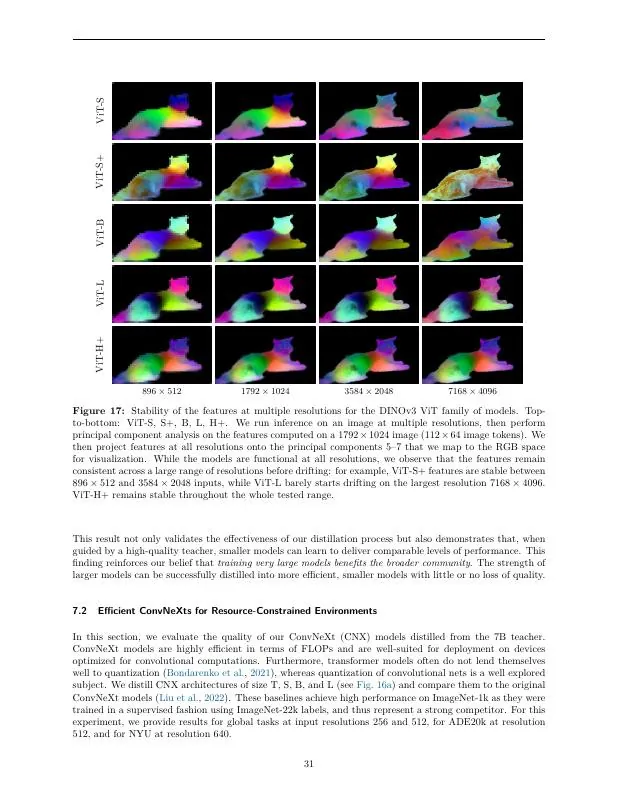 ViT-S
ViT-S+
ViT-B
ViT-L
ViT-H+
896 × 512
1792 × 1024
3584 × 2048
7168 × 4096
Figure 17: Stability of the features at multiple resolutions for the DINOv3 ViT family of models. Top-
to-bottom: ViT-S, S+, B, L, H+. We run inference on an image at multiple resolutions, then perform
principal component analysis on the features computed on a 1792×1024 image (112×64 image tokens). We
then project features at all resolutions onto the principal components 5–7 that we map to the RGB space
for visualization. While the models are functional at all resolutions, we observe that the features remain
consistent across a large range of resolutions before drifting: for example, ViT-S+ features are stable between
896 × 512 and 3584 × 2048 inputs, while ViT-L barely starts drifting on the largest resolution 7168 × 4096.
ViT-H+ remains stable throughout the whole tested range.
This result not only validates the effectiveness of our distillation process but also demonstrates that, when
guided by a high-quality teacher, smaller models can learn to deliver comparable levels of performance. This
finding reinforces our belief that training very large models benefits the broader community. The strength of
larger models can be successfully distilled into more efficient, smaller models with little or no loss of quality.
7.2 Efficient ConvNeXts for Resource-Constrained Environments
In this section, we evaluate the quality of our ConvNeXt (CNX) models distilled from the 7B teacher.
ConvNeXt models are highly efficient in terms of FLOPs and are well-suited for deployment on devices
optimized for convolutional computations. Furthermore, transformer models often do not lend themselves
well to quantization (Bondarenko et al., 2021), whereas quantization of convolutional nets is a well explored
subject. We distill CNX architectures of size T, S, B, and L (see Fig. 16a) and compare them to the original
ConvNeXt models (Liu et al., 2022). These baselines achieve high performance on ImageNet-1k as they were
trained in a supervised fashion using ImageNet-22k labels, and thus represent a strong competitor. For this
experiment, we provide results for global tasks at input resolutions 256 and 512, for ADE20k at resolution
512, and for NYU at resolution 640.
31